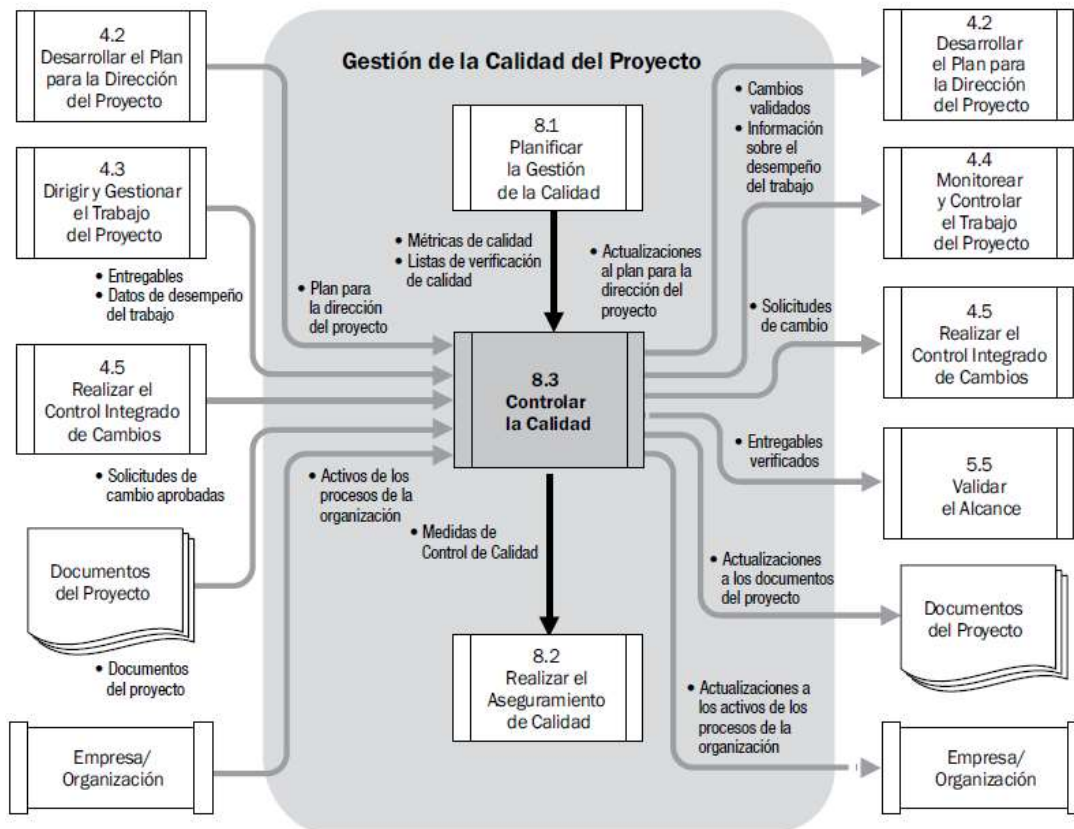 Gestión de la Calidad del Proyecto
4.2
Desarrollar el Plan
para la Dirección
del Proyecto
4.3
Dirigir y Gestionar
el Trabajo
del Proyecto
• Entregables
• Datos de desempeño
del trabajo
4.5
Realizar el
Control Integrado
de Cambios
• Solicitudes de
cambio aprobadas
Documentos
del Proyecto
• Documentos
del proyecto
Empresa/
Organización
• Plan para
la dirección
del proyecto
• Activos de los
procesos de la
organización
8.1
Planificar
la Gestión
de la Calidad
• Métricas de calidad
• Listas de verificación
de calidad
8.3
Controlar
la Calidad
• Medidas de
Control de Calidad
8.2
Realizar el
Aseguramiento
de Calidad
• Actualizaciones
al plan para la
dirección del
proyecto
• Cambios
validados
• Información
sobre el
desempeño
del trabajo
• Solicitudes
de cambio
• Entregables
verificados
• Actualizaciones
a los documentos
del proyecto
• Actualizaciones a
los activos de los
procesos de la
organización
4.2
Desarrollar
el Plan para
la Dirección
del Proyecto
4.4
Monitorear
y Controlar
el Trabajo
del Proyecto
4.5
Realizar el
Control Integrado
de Cambios
5.5
Validar
el Alcance
Documentos
del Proyecto
Empresa/
Organización